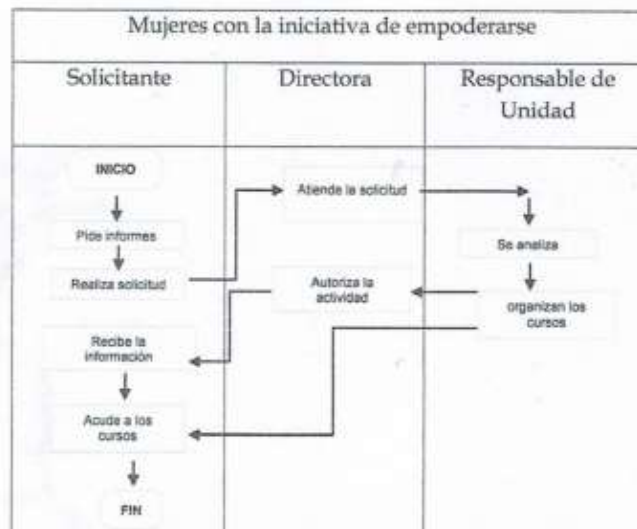 Mujeres con la iniciativa de empoderarse
Solicitante
Directora
Responsable de
Unidad
INICIO
Pide informes
Realiza solicitud
Recibe la
información
Acude a los
cursos
FIN
Atiende la solicitud
Autoriza la
actividad
Se analiza
organizan los
cursos